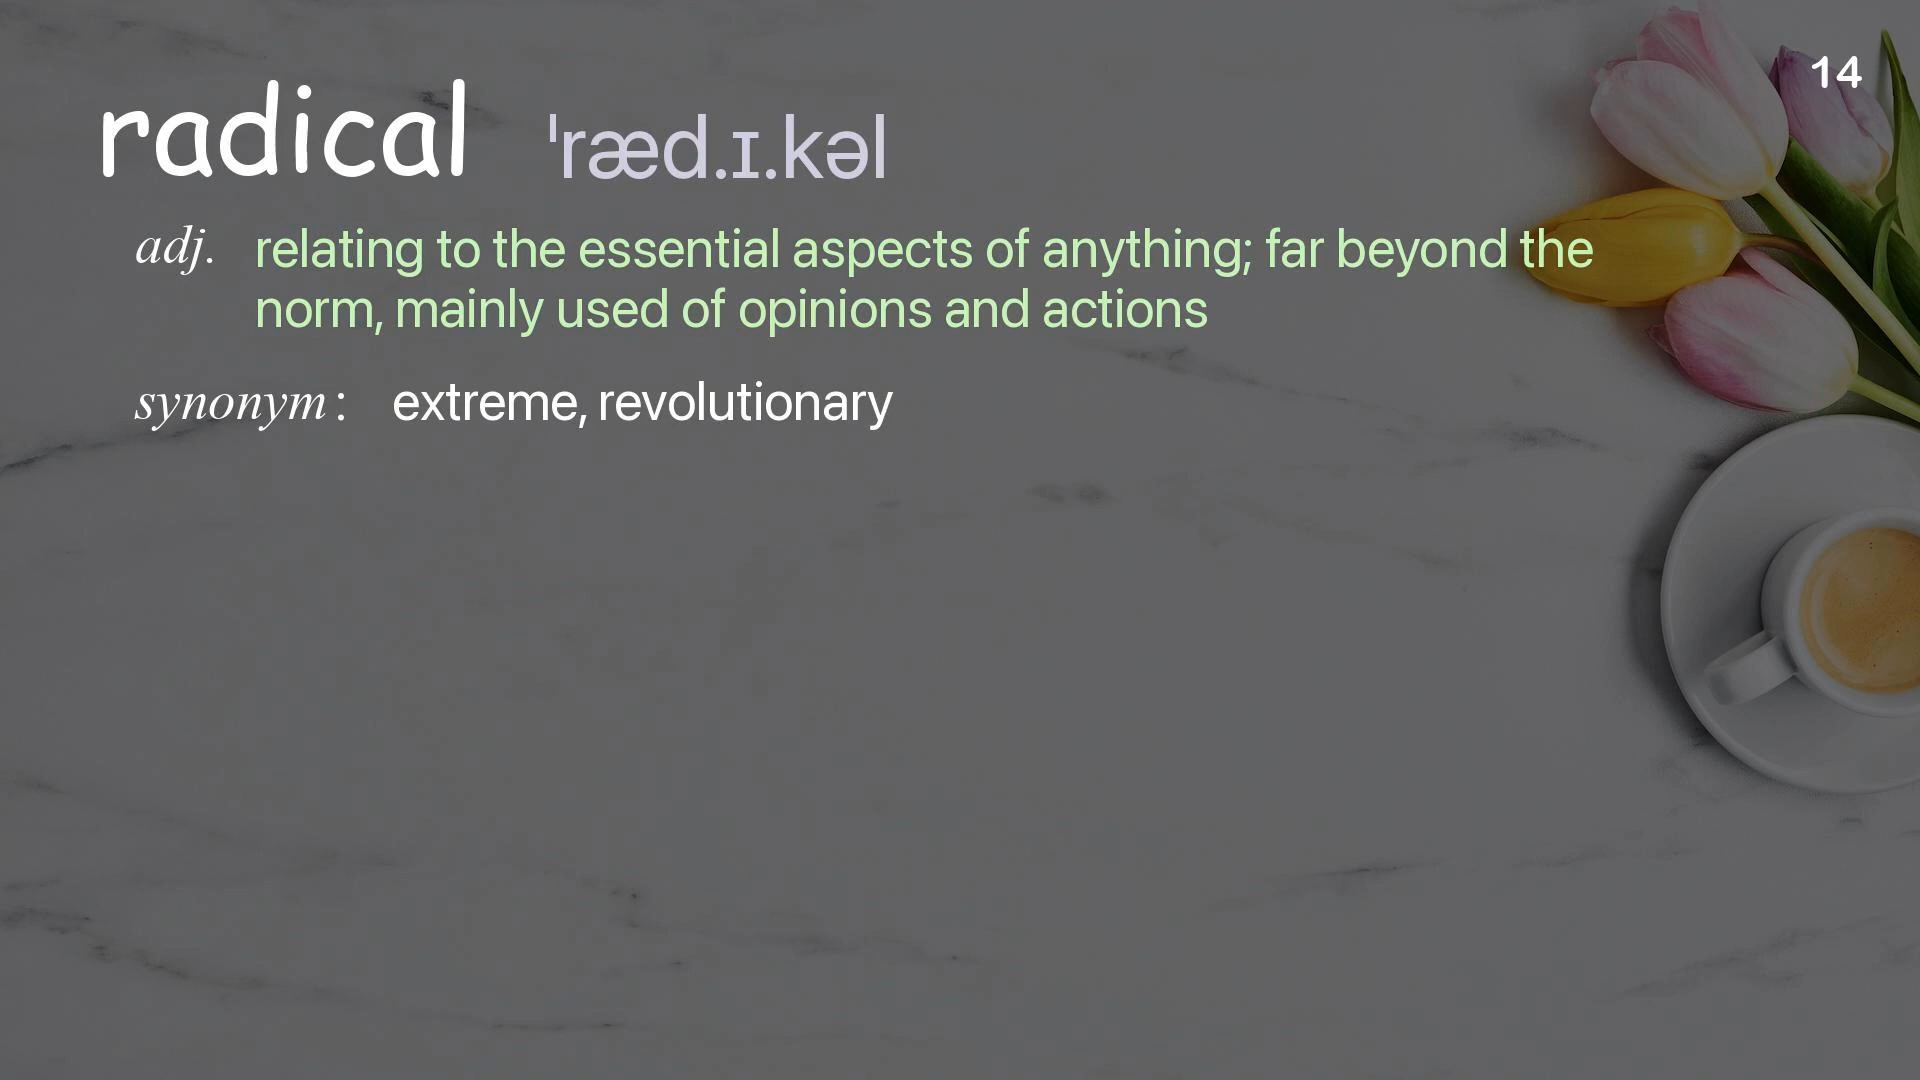 14
radical ˈræd.ɪ.kəl
adj. relating to the essential aspects of anything; far beyond the
norm, mainly used of opinions and actions
synonym : extreme, revolutionary